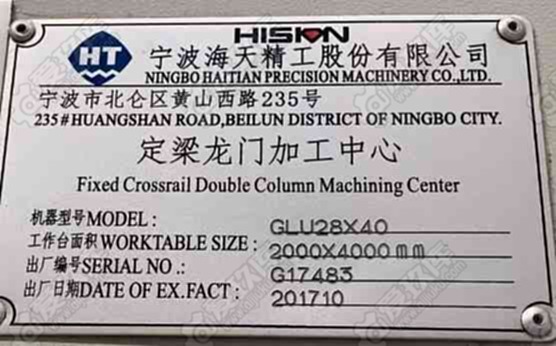 HISION
HT
宁波海天精工股份有限公司
NINGBO HAITIAN PRECISION MACHINERY CO.,LTD.
宁波市北仑区黄山西路235号
235#HUANGSHAN ROAD,BEILUN DISTRICT OF NINGBO CITY.
定梁龙门加工中心
Fixed Crossrail Double Column Machining Center
机器型号MODEL: GLU28X40
工作台面积WORKTABLE SIZE: 2000X4000mm
出厂编号SERIAL NO.: G17483
出厂日期DATE OF EX.FACT: 201710